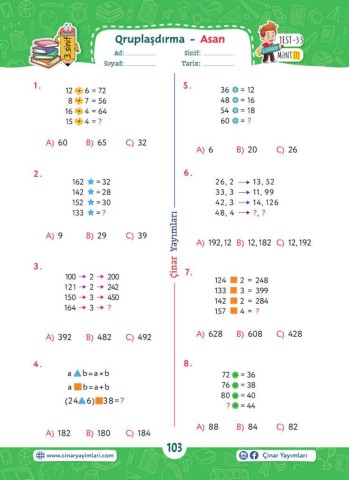 3.sinif
Qruplaşdırma - Asan
Ad: Sinif:
Soyad: Tarix:
TEST-33
MƏNTİQ
1.
12 6 = 72
8 7 = 56
16 4 = 64
15 4 = ?
A) 60 B) 65 C) 32
2.
162 = 32
142 = 28
152 = 30
133 = ?
A) 9 B) 29 C) 39
3.
100 → 2 → 200
121 → 2 → 242
150 → 3 → 450
164 → 3 → ?
A) 392 B) 482 C) 492
4.
a ▲ b=a×b
a ■ b=a+b
(24▲6)■38=?
A) 182 B) 180 C) 184
Çinar Yayımları
5.
36 = 12
48 = 16
54 = 18
60 = ?
A) 6 B) 20 C) 26
6.
26, 2 → 13, 52
33, 3 → 11, 99
42, 3 → 14, 126
48, 4 → ?, ?
A) 192,12 B) 12,182 C) 12,192
7.
124 ■ 2 = 248
133 ■ 3 = 399
142 ■ 2 = 284
157 ■ 4 = ?
A) 628 B) 608 C) 428
8.
72 = 36
76 = 38
80 = 40
? = 44
A) 88 B) 84 C) 82
www.cinaryayimlari.com
103
Çinar Yayımları